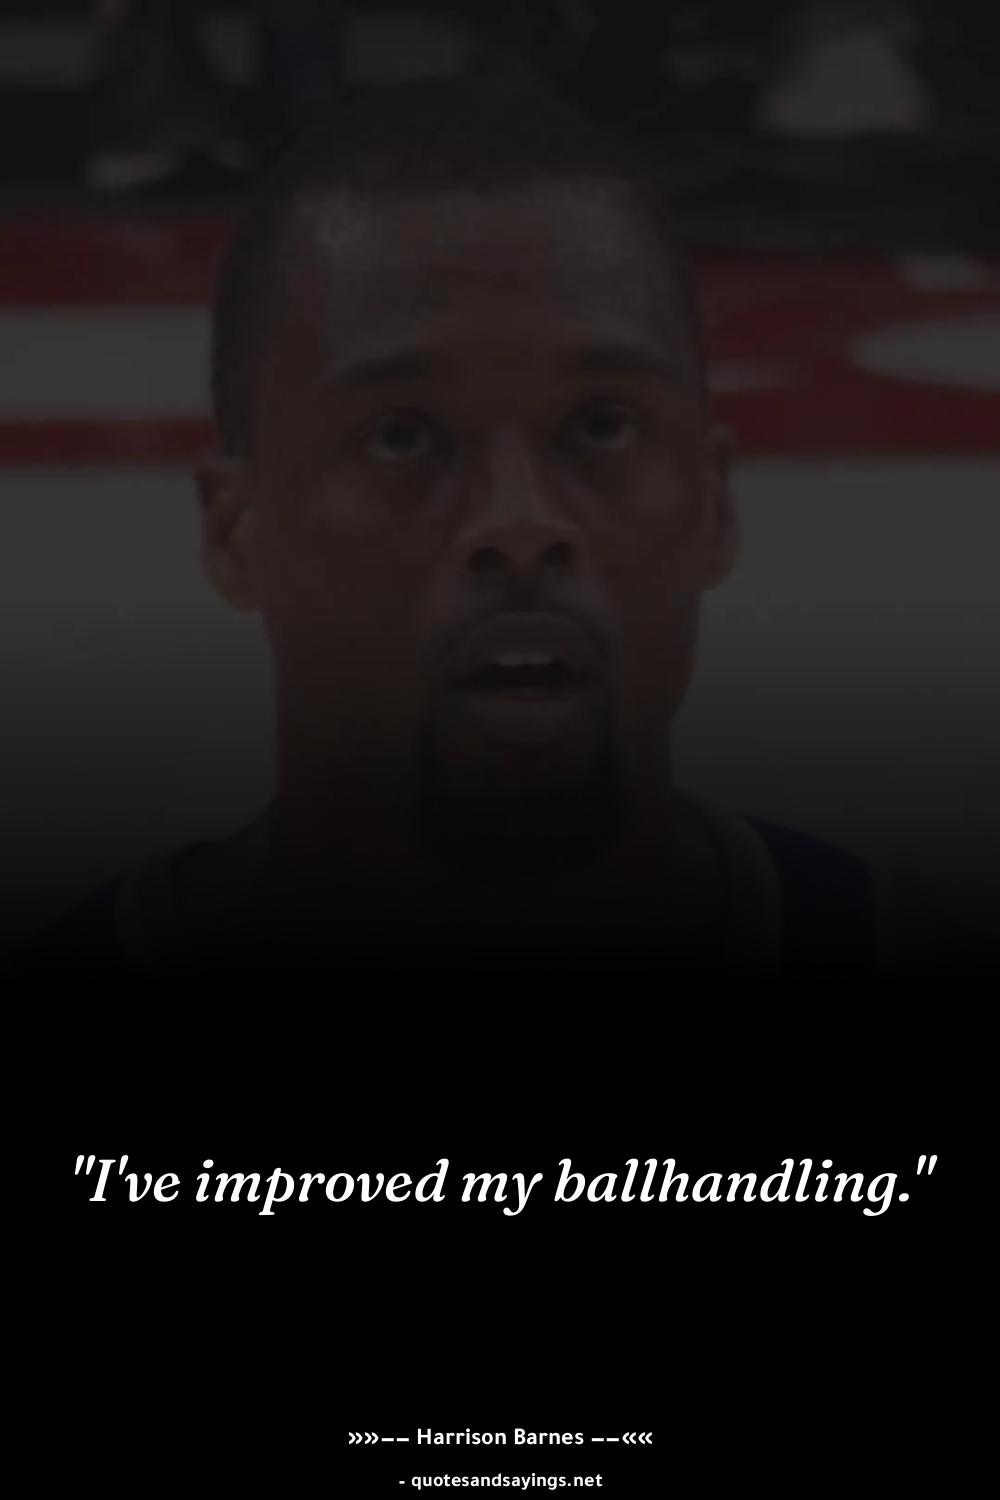 "I've improved my ballhandling."
»»–– Harrison Barnes ––««
- quotesandsayings.net